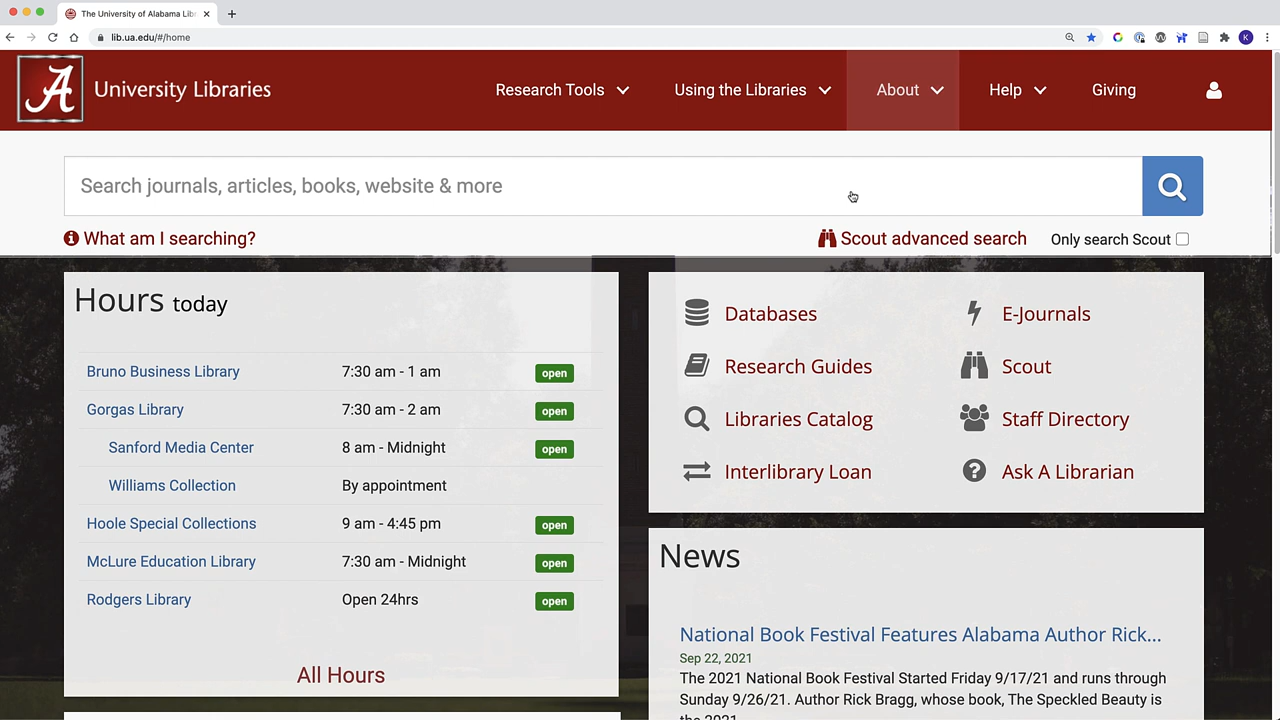 The University of Alabama Lib
lib.ua.edu/#/home
K
A
University Libraries
Research Tools
Using the Libraries
About
Help
Giving
Search journals, articles, books, website & more
What am I searching?
Scout advanced search
Only search Scout
Hours today
Bruno Business Library 7:30 am - 1 am open
Gorgas Library 7:30 am - 2 am open
Sanford Media Center 8 am - Midnight open
Williams Collection By appointment
Hoole Special Collections 9 am - 4:45 pm open
McLure Education Library 7:30 am - Midnight open
Rodgers Library Open 24hrs open
All Hours
Databases
E-Journals
Research Guides
Scout
Libraries Catalog
Staff Directory
Interlibrary Loan
Ask A Librarian
News
National Book Festival Features Alabama Author Rick...
Sep 22, 2021
The 2021 National Book Festival Started Friday 9/17/21 and runs through
Sunday 9/26/21. Author Rick Bragg, whose book, The Speckled Beauty is
the 2021